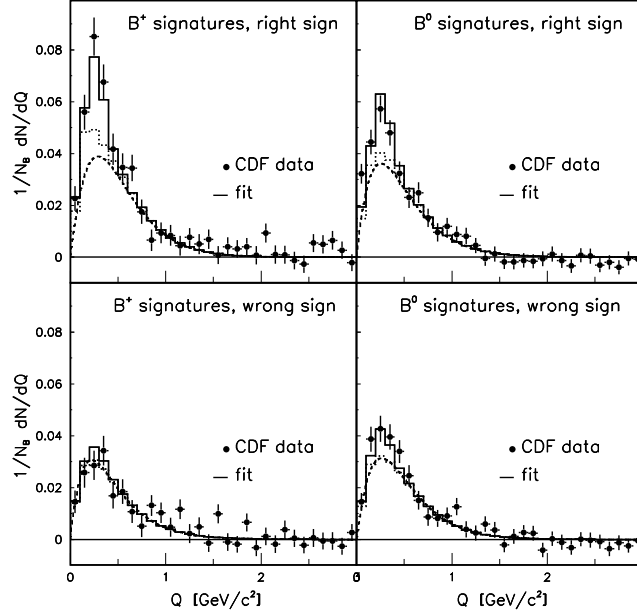 B⁺ signatures, right sign
B⁰ signatures, right sign
1/N_B dN/dQ
0.08
0.06
0.04
0.02
0
CDF data
fit
CDF data
fit
B⁺ signatures, wrong sign
B⁰ signatures, wrong sign
1/N_B dN/dQ
0.08
0.06
0.04
0.02
0
CDF data
fit
CDF data
fit
0 1 2 0 1 2
Q [GeV/c²] Q [GeV/c²]